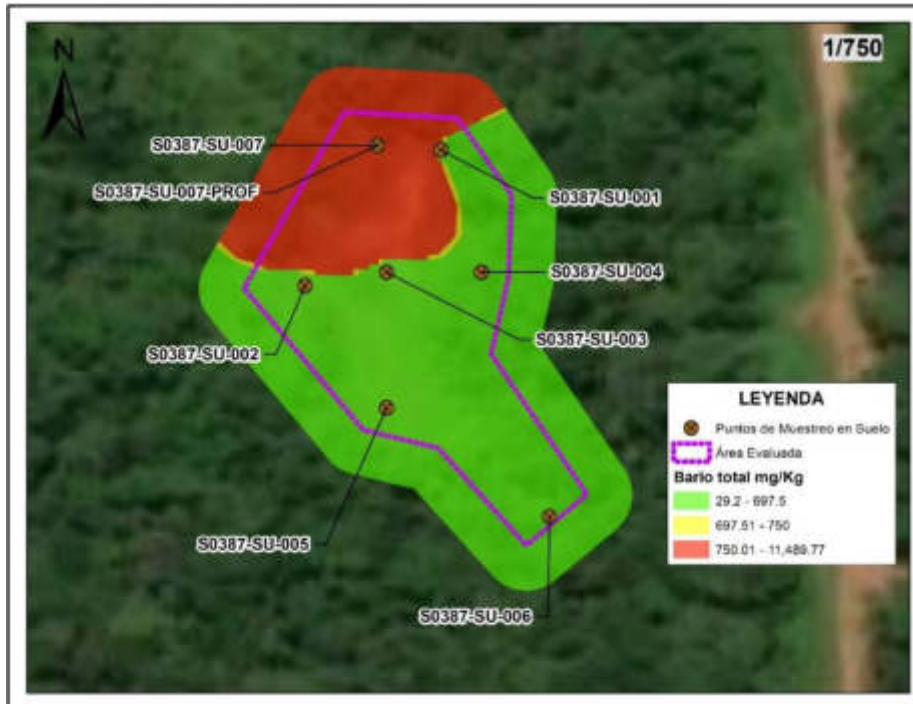 N
1/750
S0387-SU-007
S0387-SU-007-PROF
S0387-SU-001
S0387-SU-004
S0387-SU-003
S0387-SU-002
S0387-SU-005
S0387-SU-006
LEYENDA
Puntos de Muestreo en Suelo
Área Evaluada
Bario total mg/Kg
29.2 - 697.5
697.51 - 750
750.01 - 11,489.77